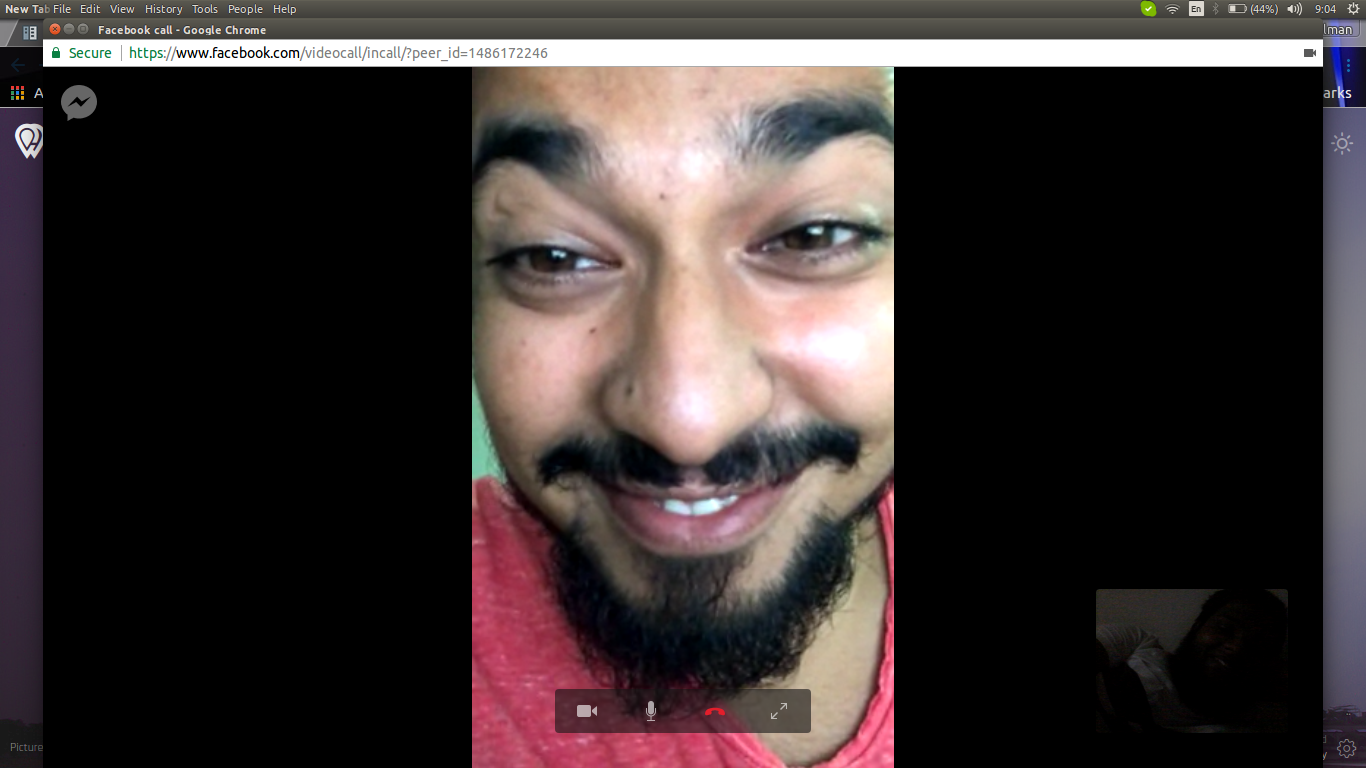 New Tab File Edit View History Tools People Help En (44%) 9:04
Facebook call - Google Chrome
lman
Secure https://www.facebook.com/videocall/incall/?peer_id=1486172246
A
arks
Picture
d
y